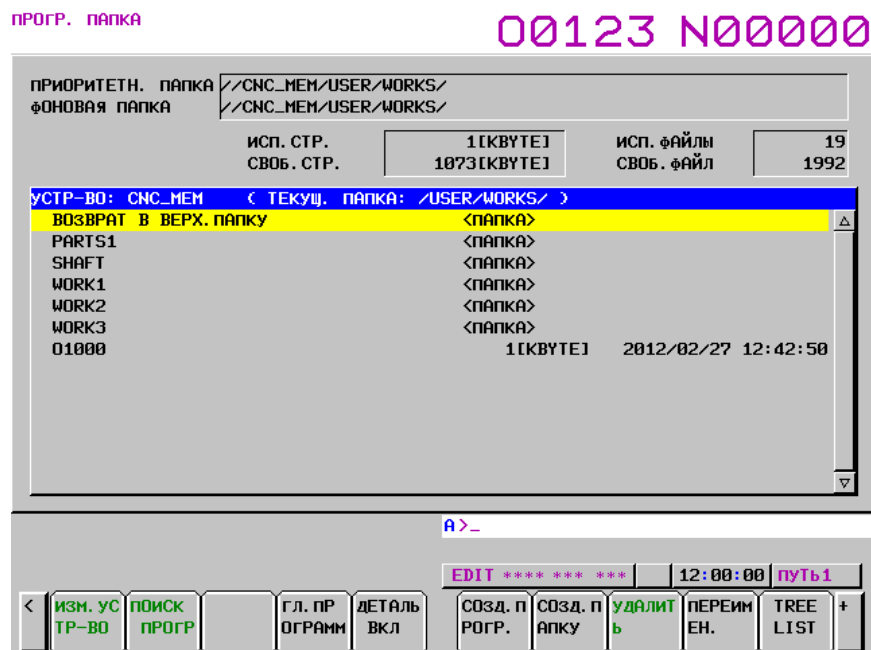 ПРОГР. ПАПКА
O0123 N00000
ПРИОРИТЕТН. ПАПКА //CNC_MEM/USER/WORKS/
ФОНОВАЯ ПАПКА //CNC_MEM/USER/WORKS/
ИСП.СТР. 1[KBYTE] ИСП.ФАЙЛЫ 19
СВОБ.СТР. 1073[KBYTE] СВОБ.ФАЙЛ 1992
УСТР-ВО: CNC_MEM ( ТЕКУЩ. ПАПКА: /USER/WORKS/ )
ВОЗВРАТ В ВЕРХ.ПАПКУ <ПАПКА>
PARTS1 <ПАПКА>
SHAFT <ПАПКА>
WORK1 <ПАПКА>
WORK2 <ПАПКА>
WORK3 <ПАПКА>
O1000 1[KBYTE] 2012/02/27 12:42:50
A>_
EDIT **** *** *** 12:00:00 ПУТЬ1
< ИЗМ.УС ПОИСК ГЛ.ПР ДЕТАЛЬ СОЗД.П СОЗД.П УДАЛИТ ПЕРЕИМ TREE +
ТР-ВО ПРОГР ОГРАММ ВКЛ РОГР. АПКУ Ь ЕН. LIST